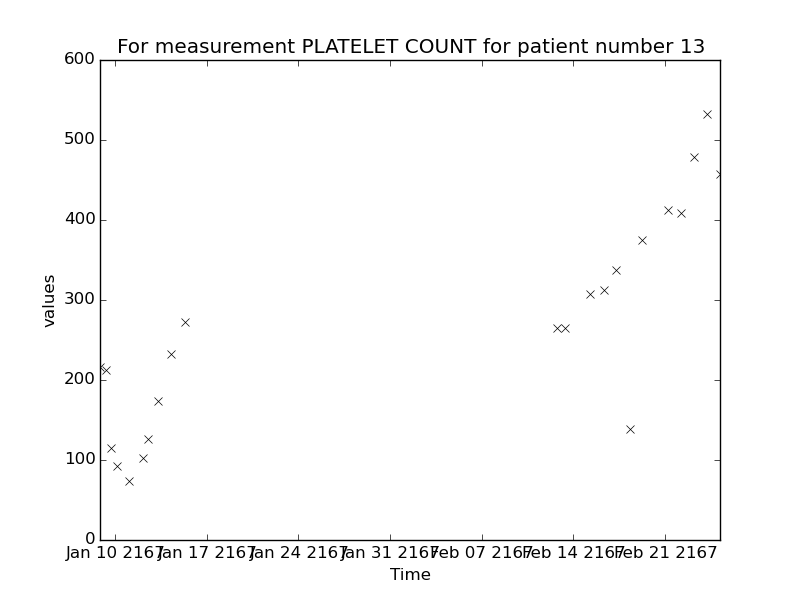 For measurement PLATELET COUNT for patient number 13
600
500
400
300
200
100
0
values
Jan 10 2167 Jan 17 2167 Jan 24 2167 Jan 31 2167 Feb 07 2167 Feb 14 2167 Feb 21 2167
Time